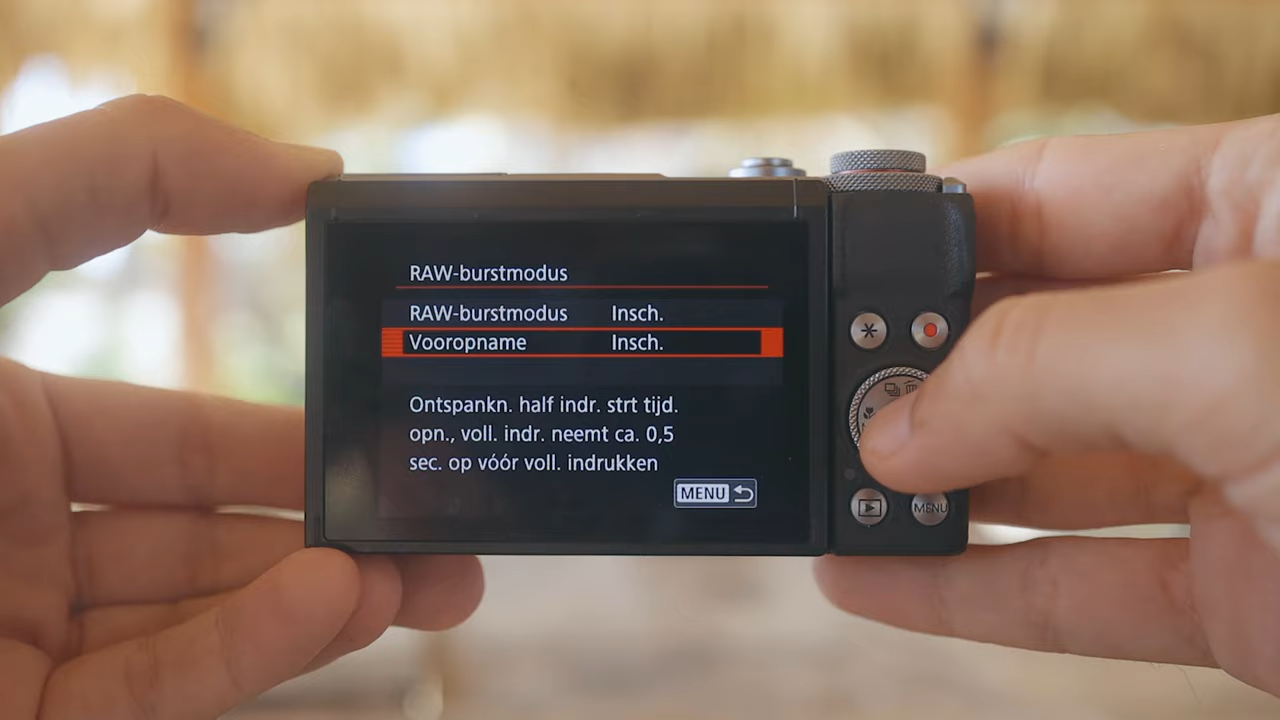 RAW-burstmodus
RAW-burstmodus Insch.
Vooropname Insch.
Ontspankn. half indr. strt tijd.
opn., voll. indr. neemt ca. 0,5
sec. op vóór voll. indrukken
MENU
MENU